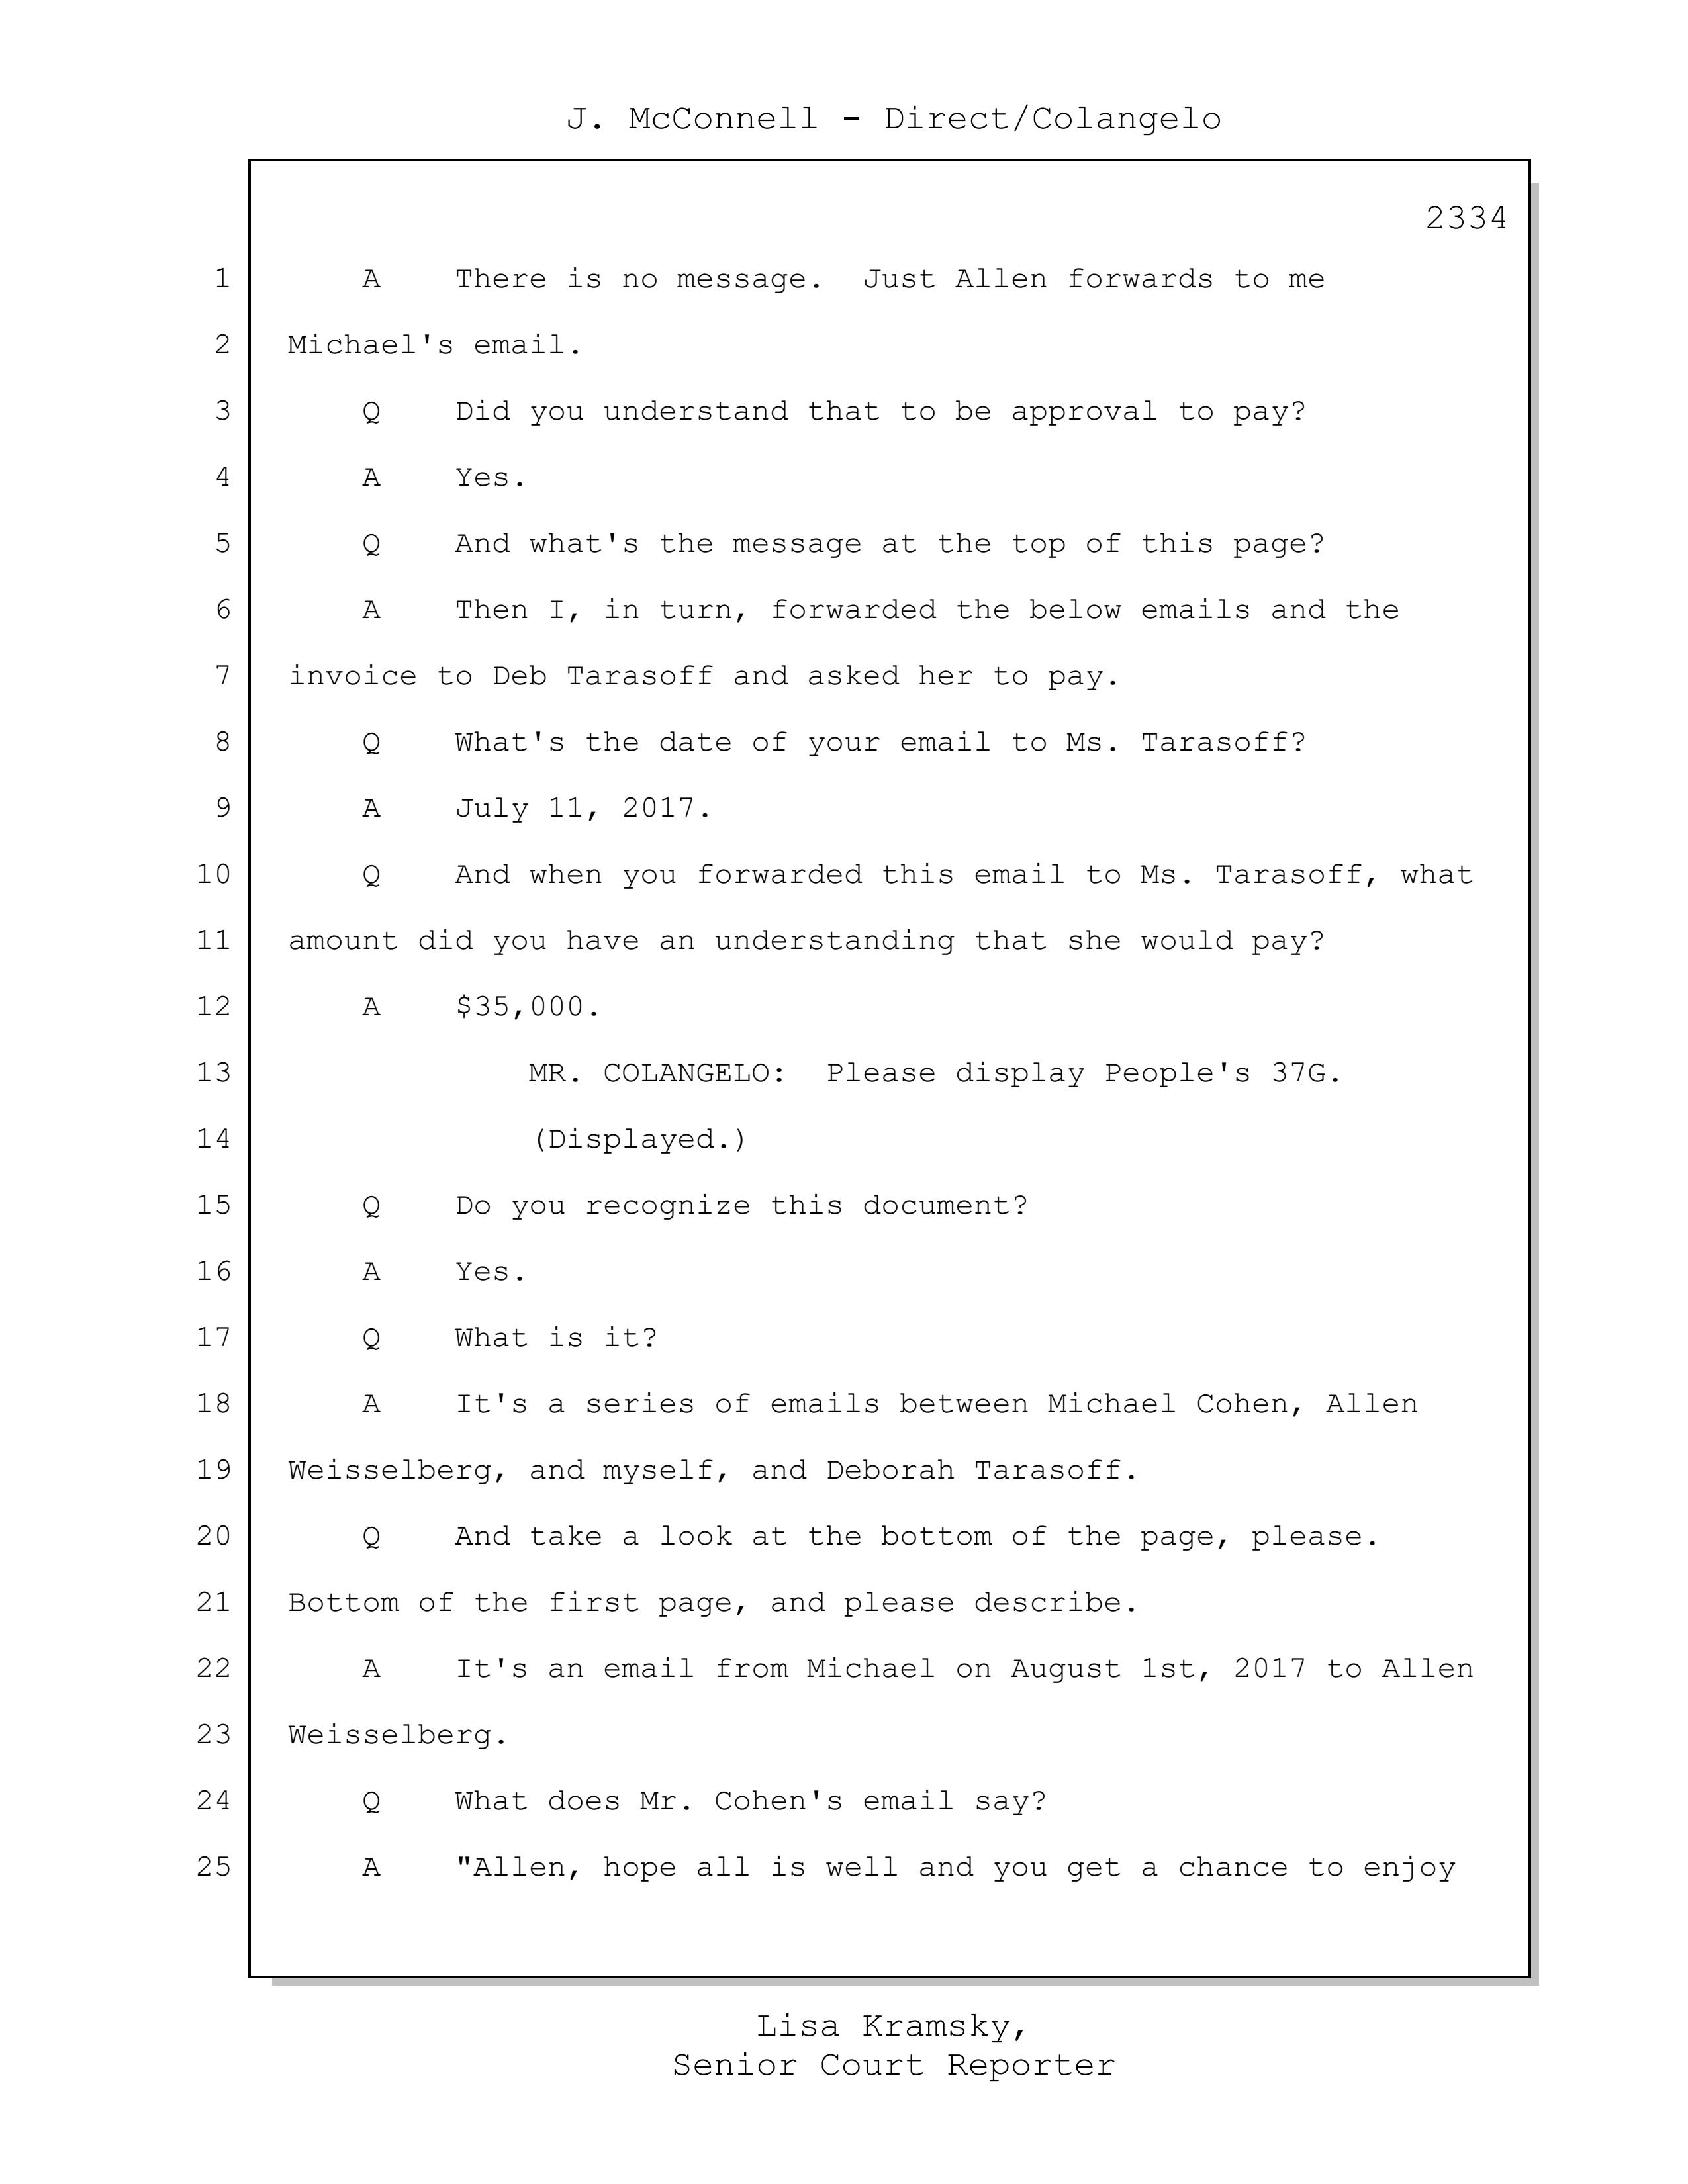 J. McConnell - Direct/Colangelo
2334
1 A There is no message. Just Allen forwards to me
2 Michael's email.
3 Q Did you understand that to be approval to pay?
4 A Yes.
5 Q And what's the message at the top of this page?
6 A Then I, in turn, forwarded the below emails and the
7 invoice to Deb Tarasoff and asked her to pay.
8 Q What's the date of your email to Ms. Tarasoff?
9 A July 11, 2017.
10 Q And when you forwarded this email to Ms. Tarasoff, what
11 amount did you have an understanding that she would pay?
12 A $35,000.
13 MR. COLANGELO: Please display People's 37G.
14 (Displayed.)
15 Q Do you recognize this document?
16 A Yes.
17 Q What is it?
18 A It's a series of emails between Michael Cohen, Allen
19 Weisselberg, and myself, and Deborah Tarasoff.
20 Q And take a look at the bottom of the page, please.
21 Bottom of the first page, and please describe.
22 A It's an email from Michael on August 1st, 2017 to Allen
23 Weisselberg.
24 Q What does Mr. Cohen's email say?
25 A "Allen, hope all is well and you get a chance to enjoy
Lisa Kramsky,
Senior Court Reporter